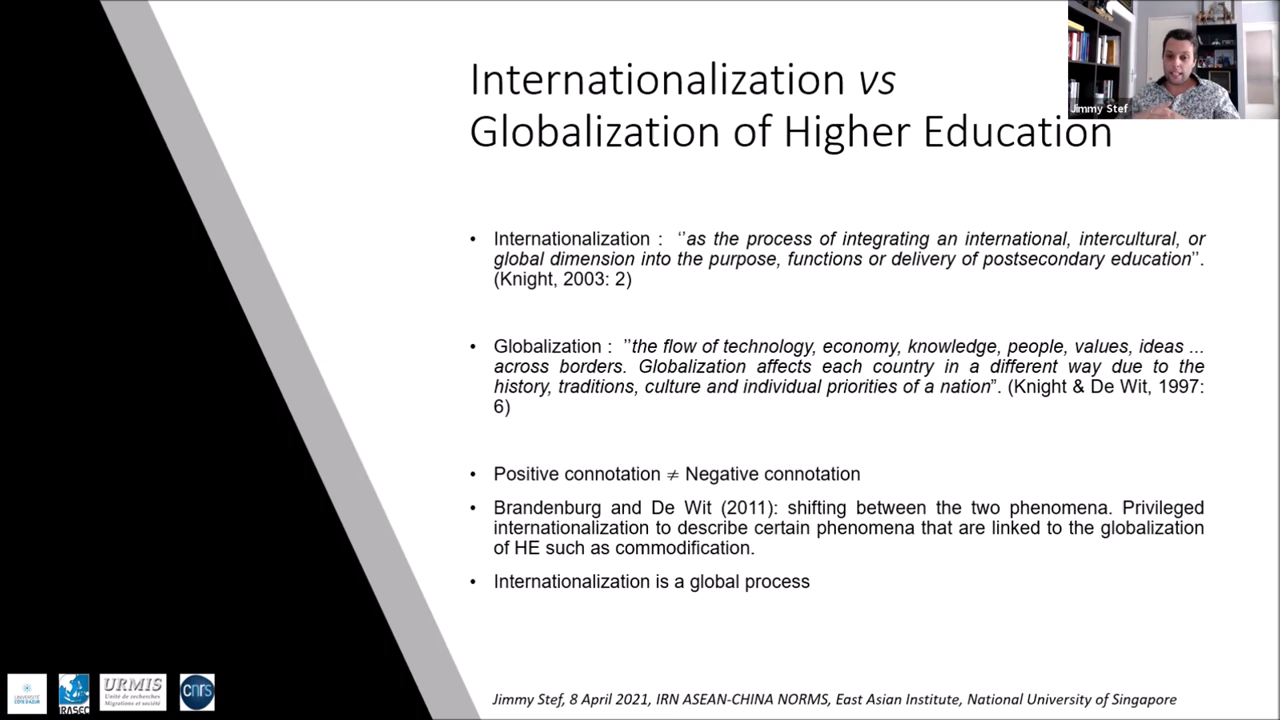 Internationalization vs
Globalization of Higher Education
Jimmy Stef
• Internationalization : ‘’as the process of integrating an international, intercultural, or
global dimension into the purpose, functions or delivery of postsecondary education’’.
(Knight, 2003: 2)
• Globalization : ’’the flow of technology, economy, knowledge, people, values, ideas ...
across borders. Globalization affects each country in a different way due to the
history, traditions, culture and individual priorities of a nation”. (Knight & De Wit, 1997:
6)
• Positive connotation ≠ Negative connotation
• Brandenburg and De Wit (2011): shifting between the two phenomena. Privileged
internationalization to describe certain phenomena that are linked to the globalization
of HE such as commodification.
• Internationalization is a global process
UNIVERSITÉ
CÔTE D'AZUR
IRASEC
URMIS
Unité de recherches
Migrations et société
cnrs
Jimmy Stef, 8 April 2021, IRN ASEAN-CHINA NORMS, East Asian Institute, National University of Singapore